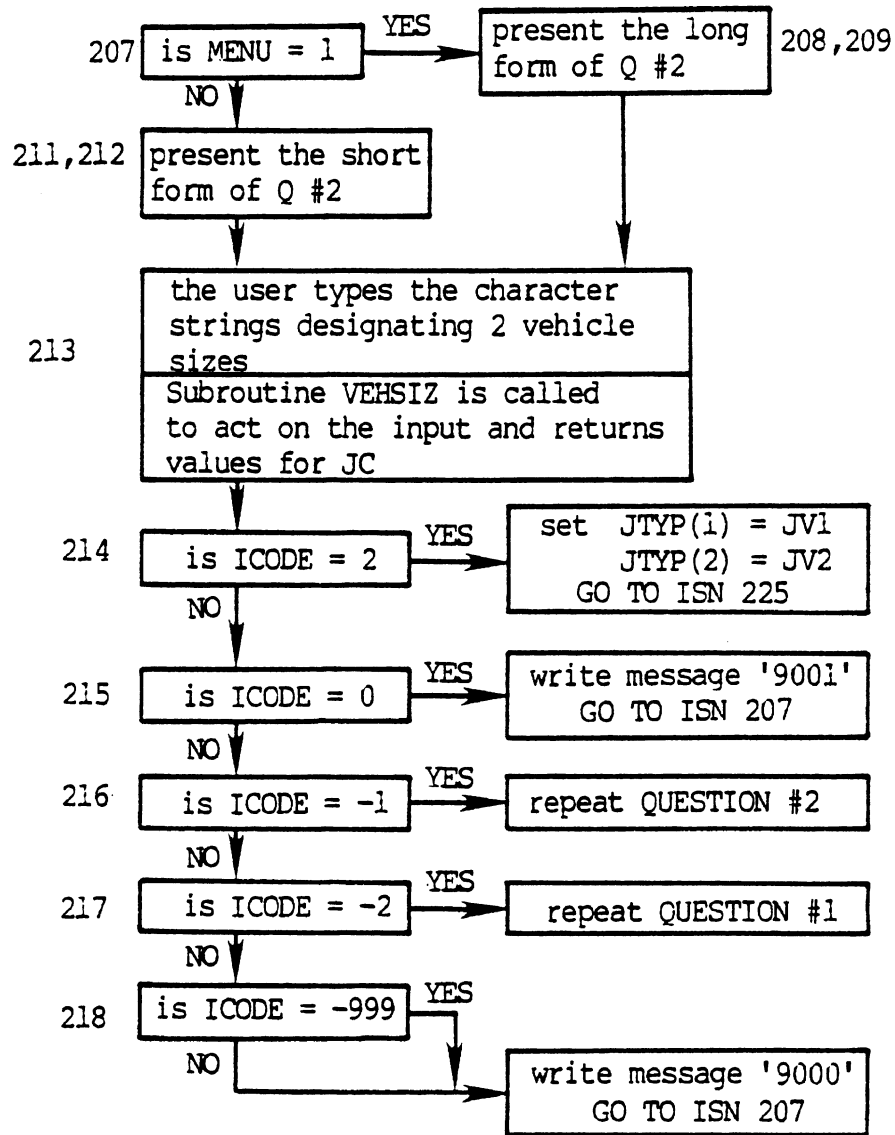 207
is MENU = 1
YES
present the long
form of Q #2
208,209
NO
211,212
present the short
form of Q #2
213
the user types the character
strings designating 2 vehicle
sizes
Subroutine VEHSIZ is called
to act on the input and returns
values for JC
214
is ICODE = 2
YES
set JTYP(1) = JV1
JTYP(2) = JV2
GO TO ISN 225
NO
215
is ICODE = 0
YES
write message '9001'
GO TO ISN 207
NO
216
is ICODE = -1
YES
repeat QUESTION #2
NO
217
is ICODE = -2
YES
repeat QUESTION #1
NO
218
is ICODE = -999
YES
NO
write message '9000'
GO TO ISN 207